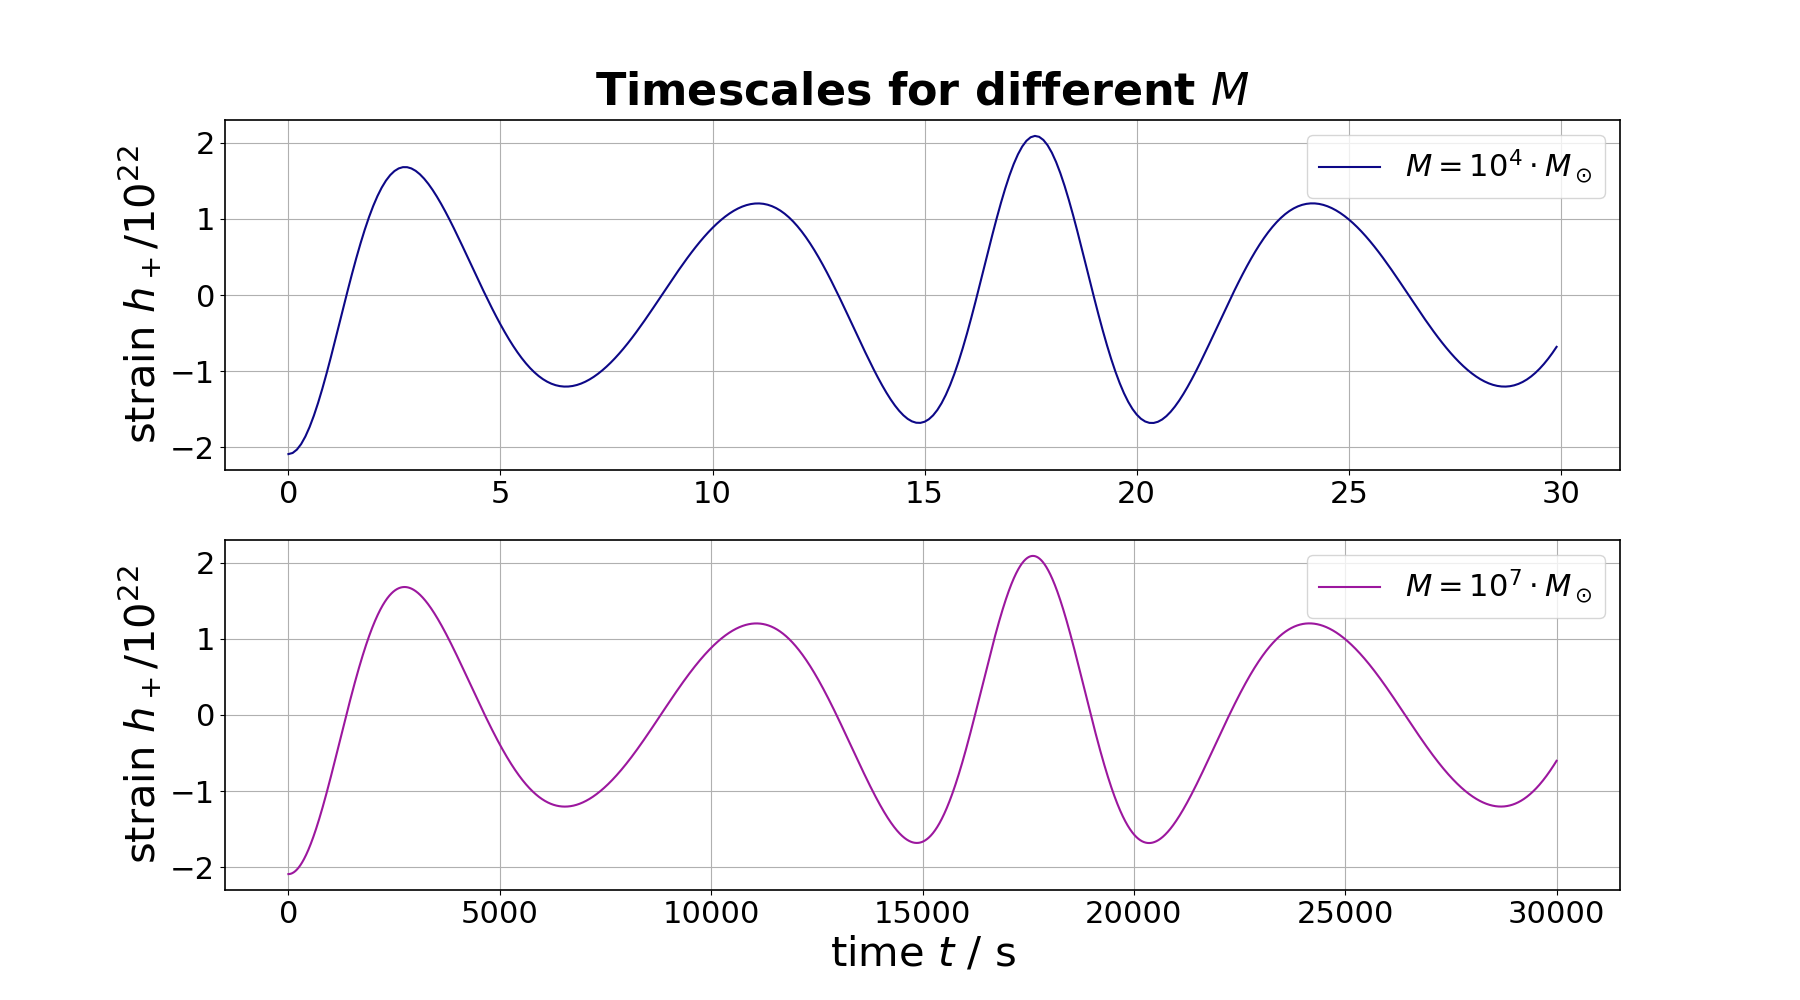 Timescales for different M
strain h₊/10²²
2
1
0
−1
−2
M = 10⁴ · M☉
0 5 10 15 20 25 30
strain h₊/10²²
2
1
0
−1
−2
M = 10⁷ · M☉
0 5000 10000 15000 20000 25000 30000
time t / s